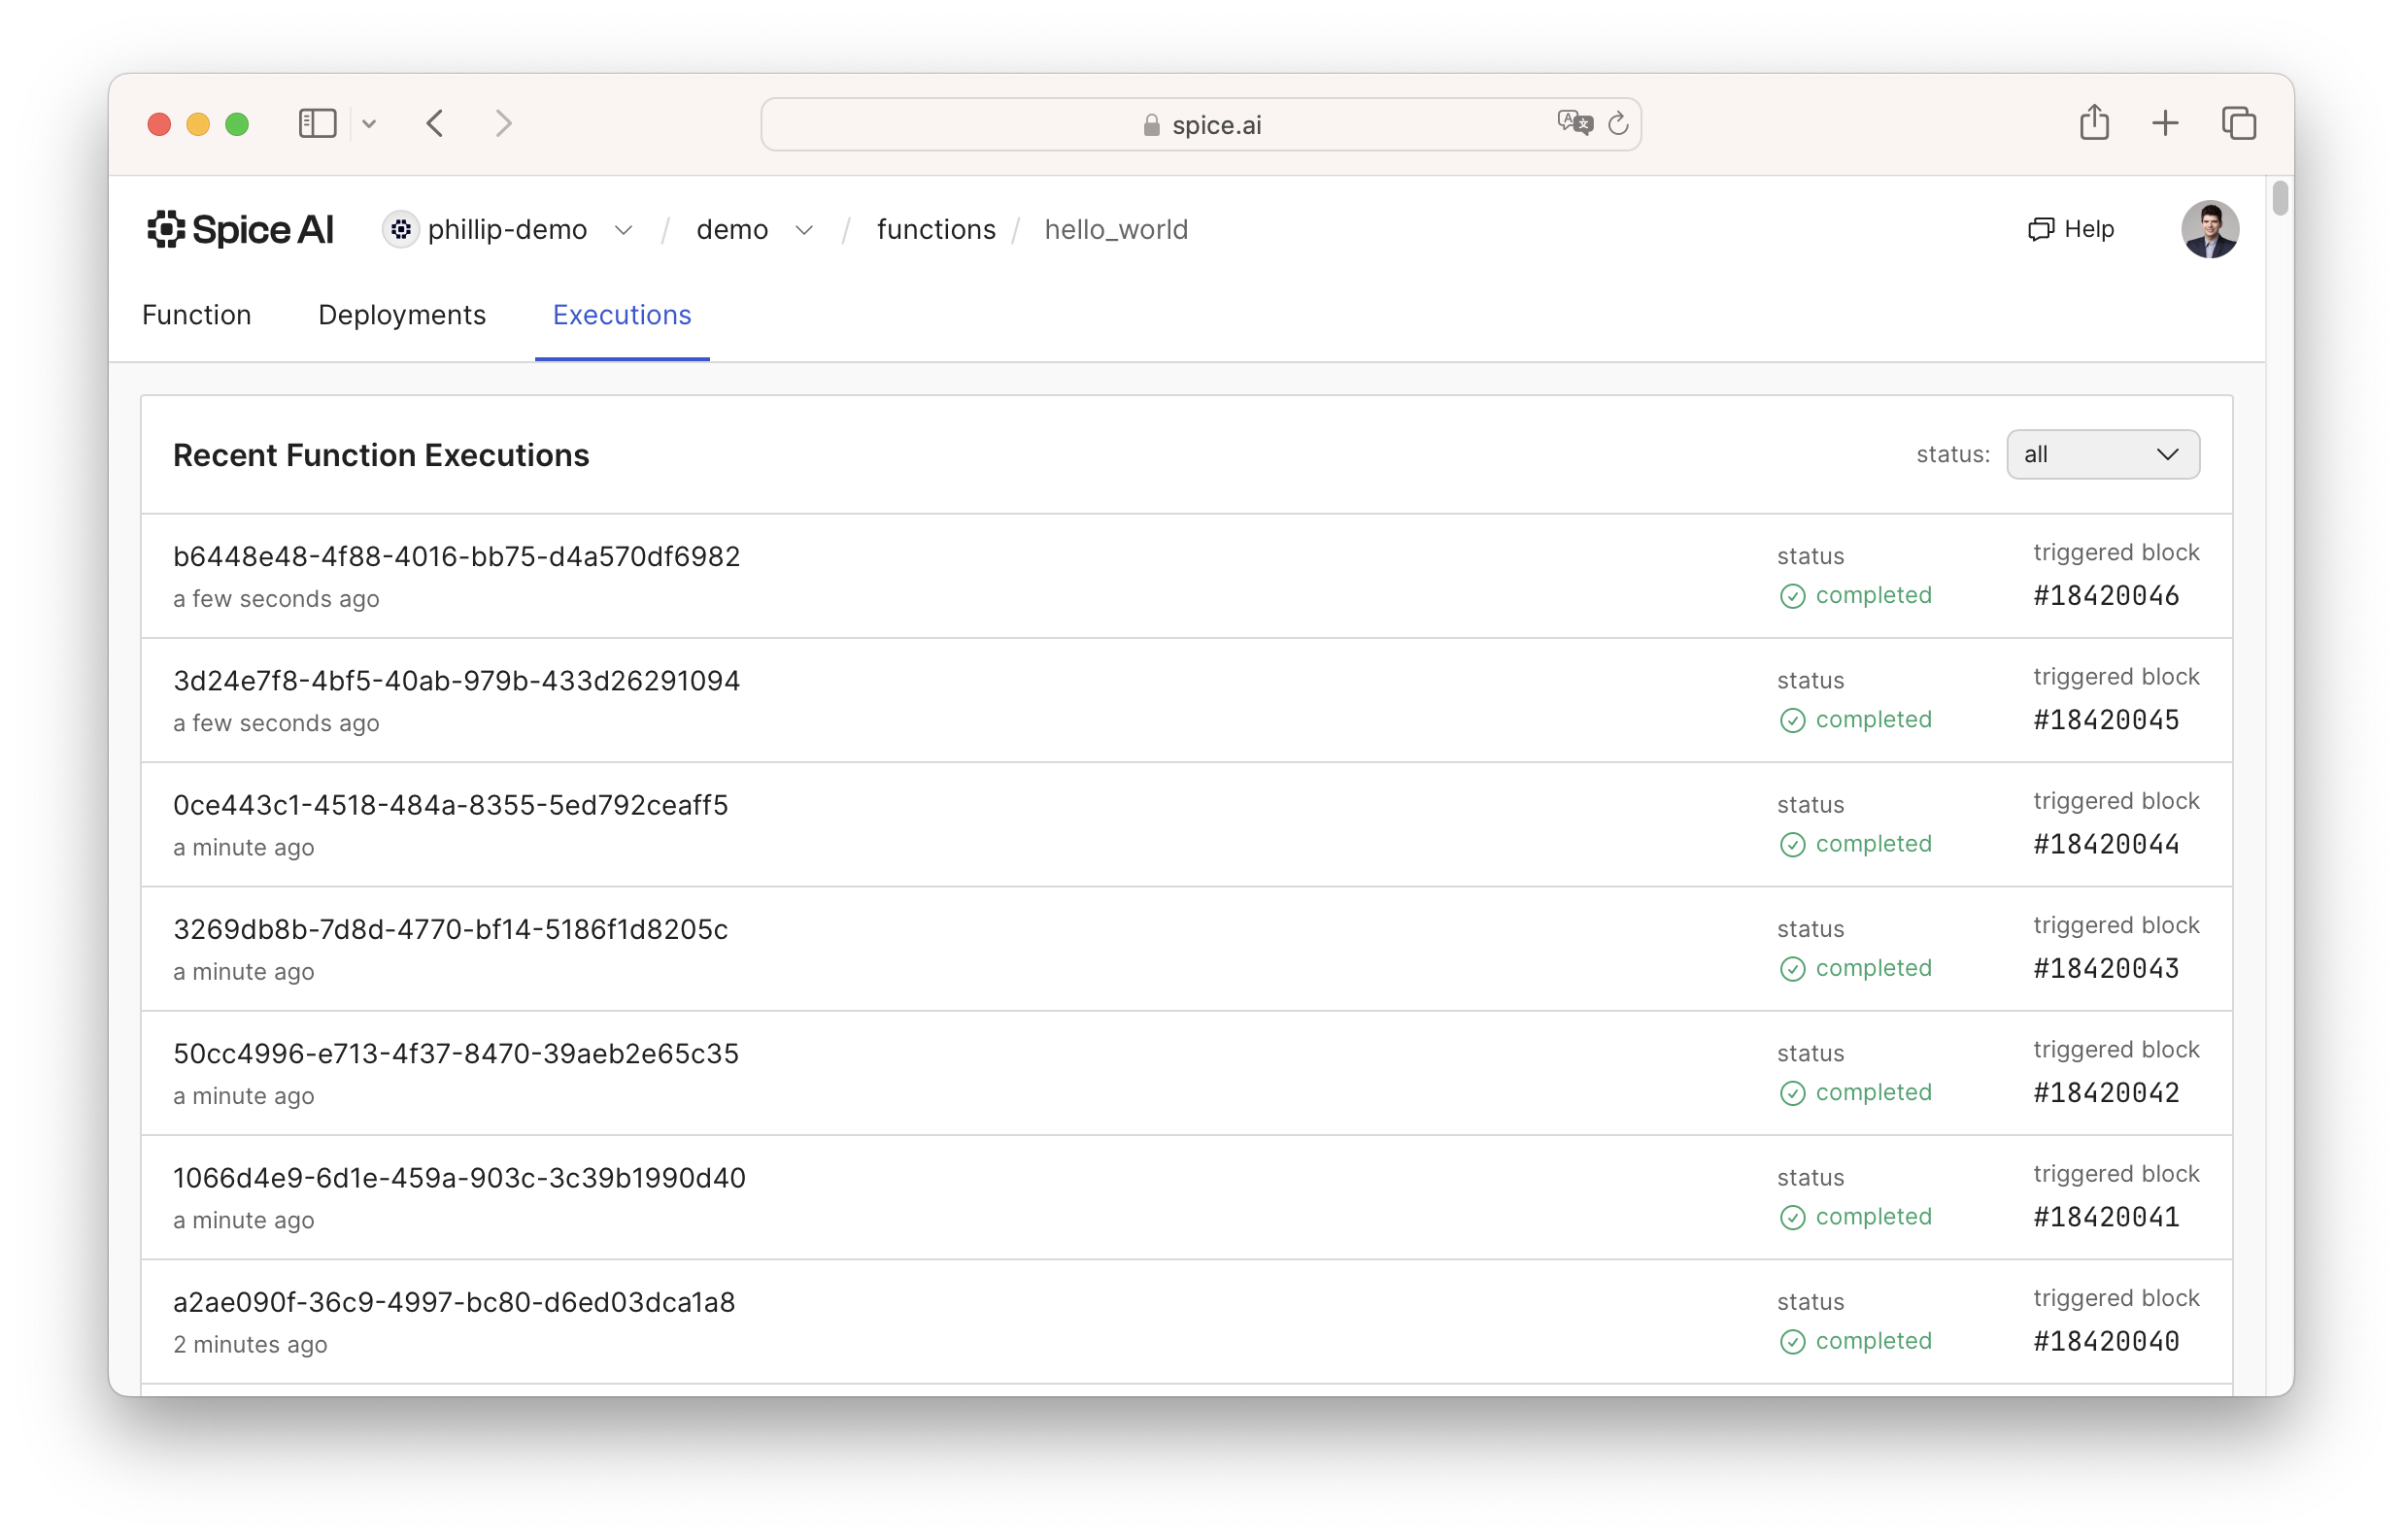 spice.ai
Spice AI phillip-demo / demo / functions / hello_world Help
Function Deployments Executions
Recent Function Executions status: all
b6448e48-4f88-4016-bb75-d4a570df6982 status triggered block
a few seconds ago completed #18420046
3d24e7f8-4bf5-40ab-979b-433d26291094 status triggered block
a few seconds ago completed #18420045
0ce443c1-4518-484a-8355-5ed792ceaff5 status triggered block
a minute ago completed #18420044
3269db8b-7d8d-4770-bf14-5186f1d8205c status triggered block
a minute ago completed #18420043
50cc4996-e713-4f37-8470-39aeb2e65c35 status triggered block
a minute ago completed #18420042
1066d4e9-6d1e-459a-903c-3c39b1990d40 status triggered block
a minute ago completed #18420041
a2ae090f-36c9-4997-bc80-d6ed03dca1a8 status triggered block
2 minutes ago completed #18420040